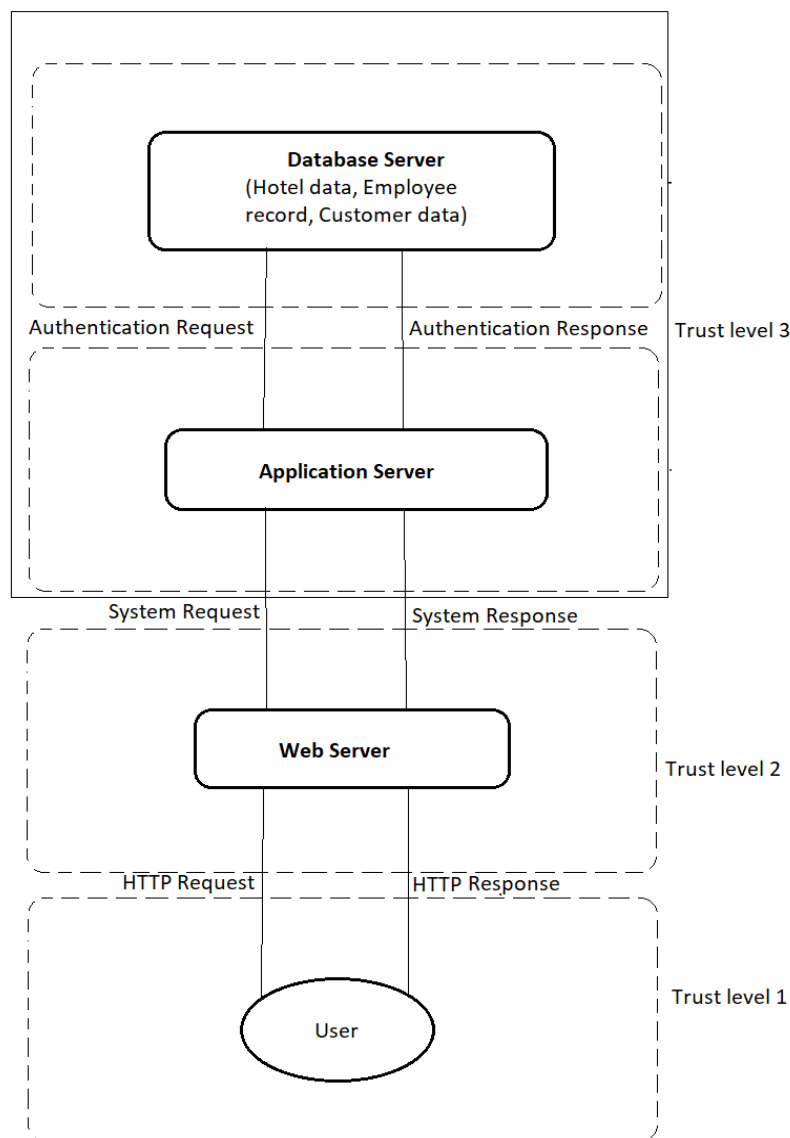 Database Server
(Hotel data, Employee
record, Customer data)
Authentication Request
Authentication Response
Trust level 3
Application Server
System Request
System Response
Web Server
Trust level 2
HTTP Request
HTTP Response
Trust level 1
User